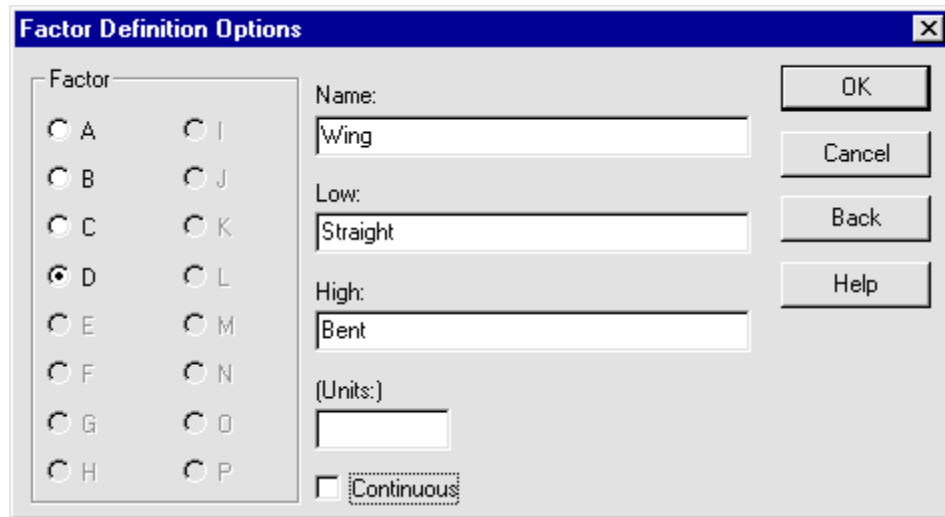 Factor Definition Options
Factor
A I
B J
C K
D L
E M
F N
G O
H P
Name:
Wing
Low:
Straight
High:
Bent
(Units:)
Continuous
OK
Cancel
Back
Help